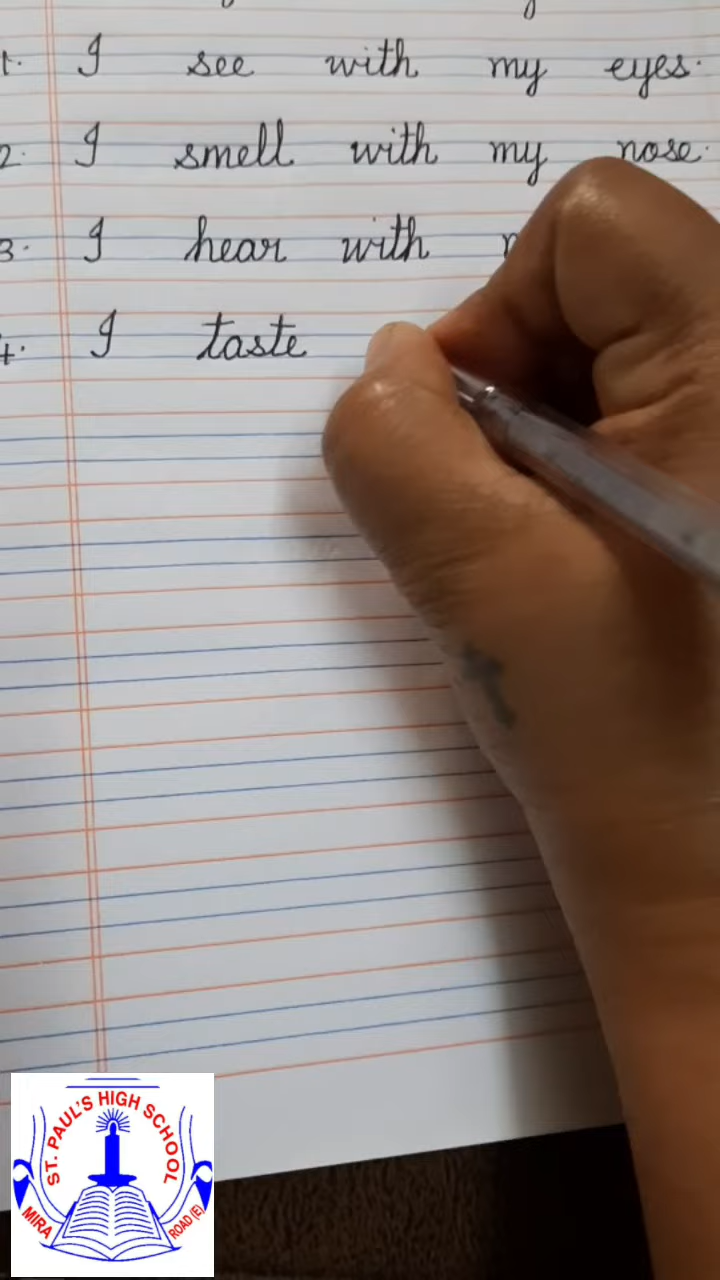 1. I see with my eyes.
2. I smell with my nose.
3. I hear with
4. I taste
ST. PAUL'S HIGH SCHOOL
MIRA ROAD (E)